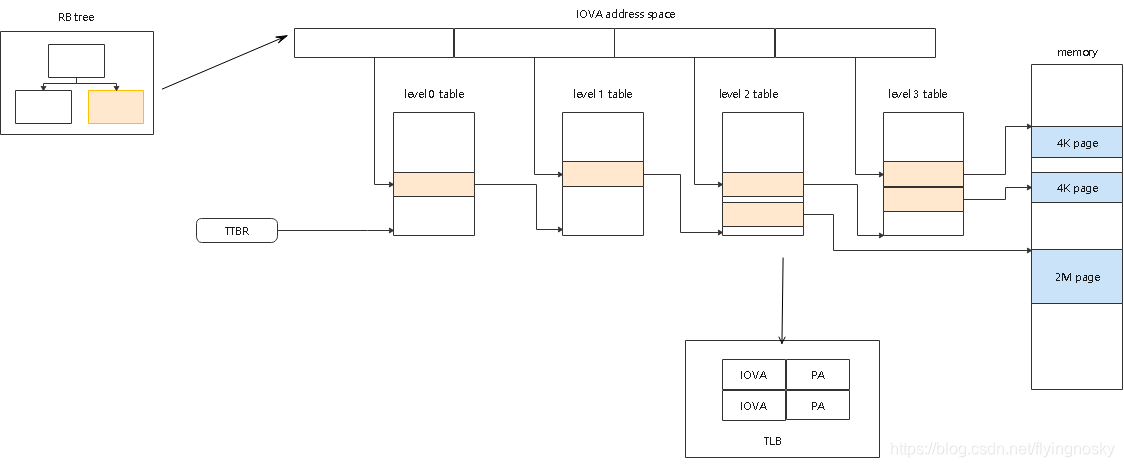 RB tree
IOVA address space
memory
level 0 table
level 1 table
level 2 table
level 3 table
4K page
4K page
TTBR
2M page
IOVA PA
IOVA PA
TLB
https://blog.csdn.net/flyingnosky